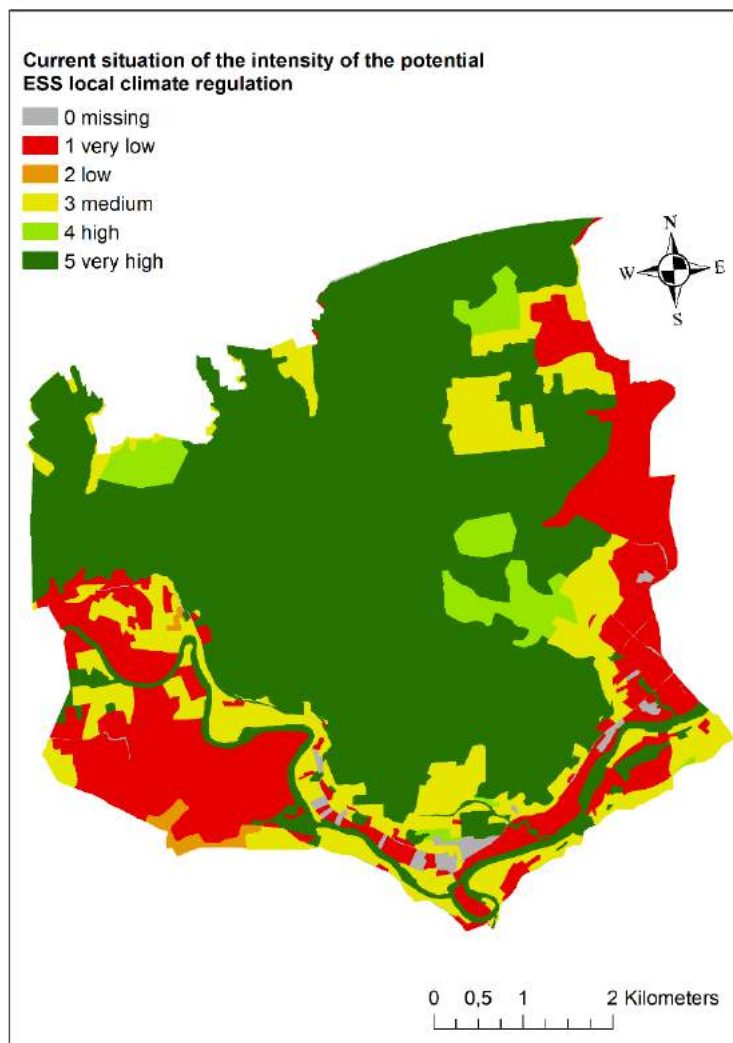 Current situation of the intensity of the potential
ESS local climate regulation
0 missing
1 very low
2 low
3 medium
4 high
5 very high
N
W E
S
0 0,5 1 2 Kilometers